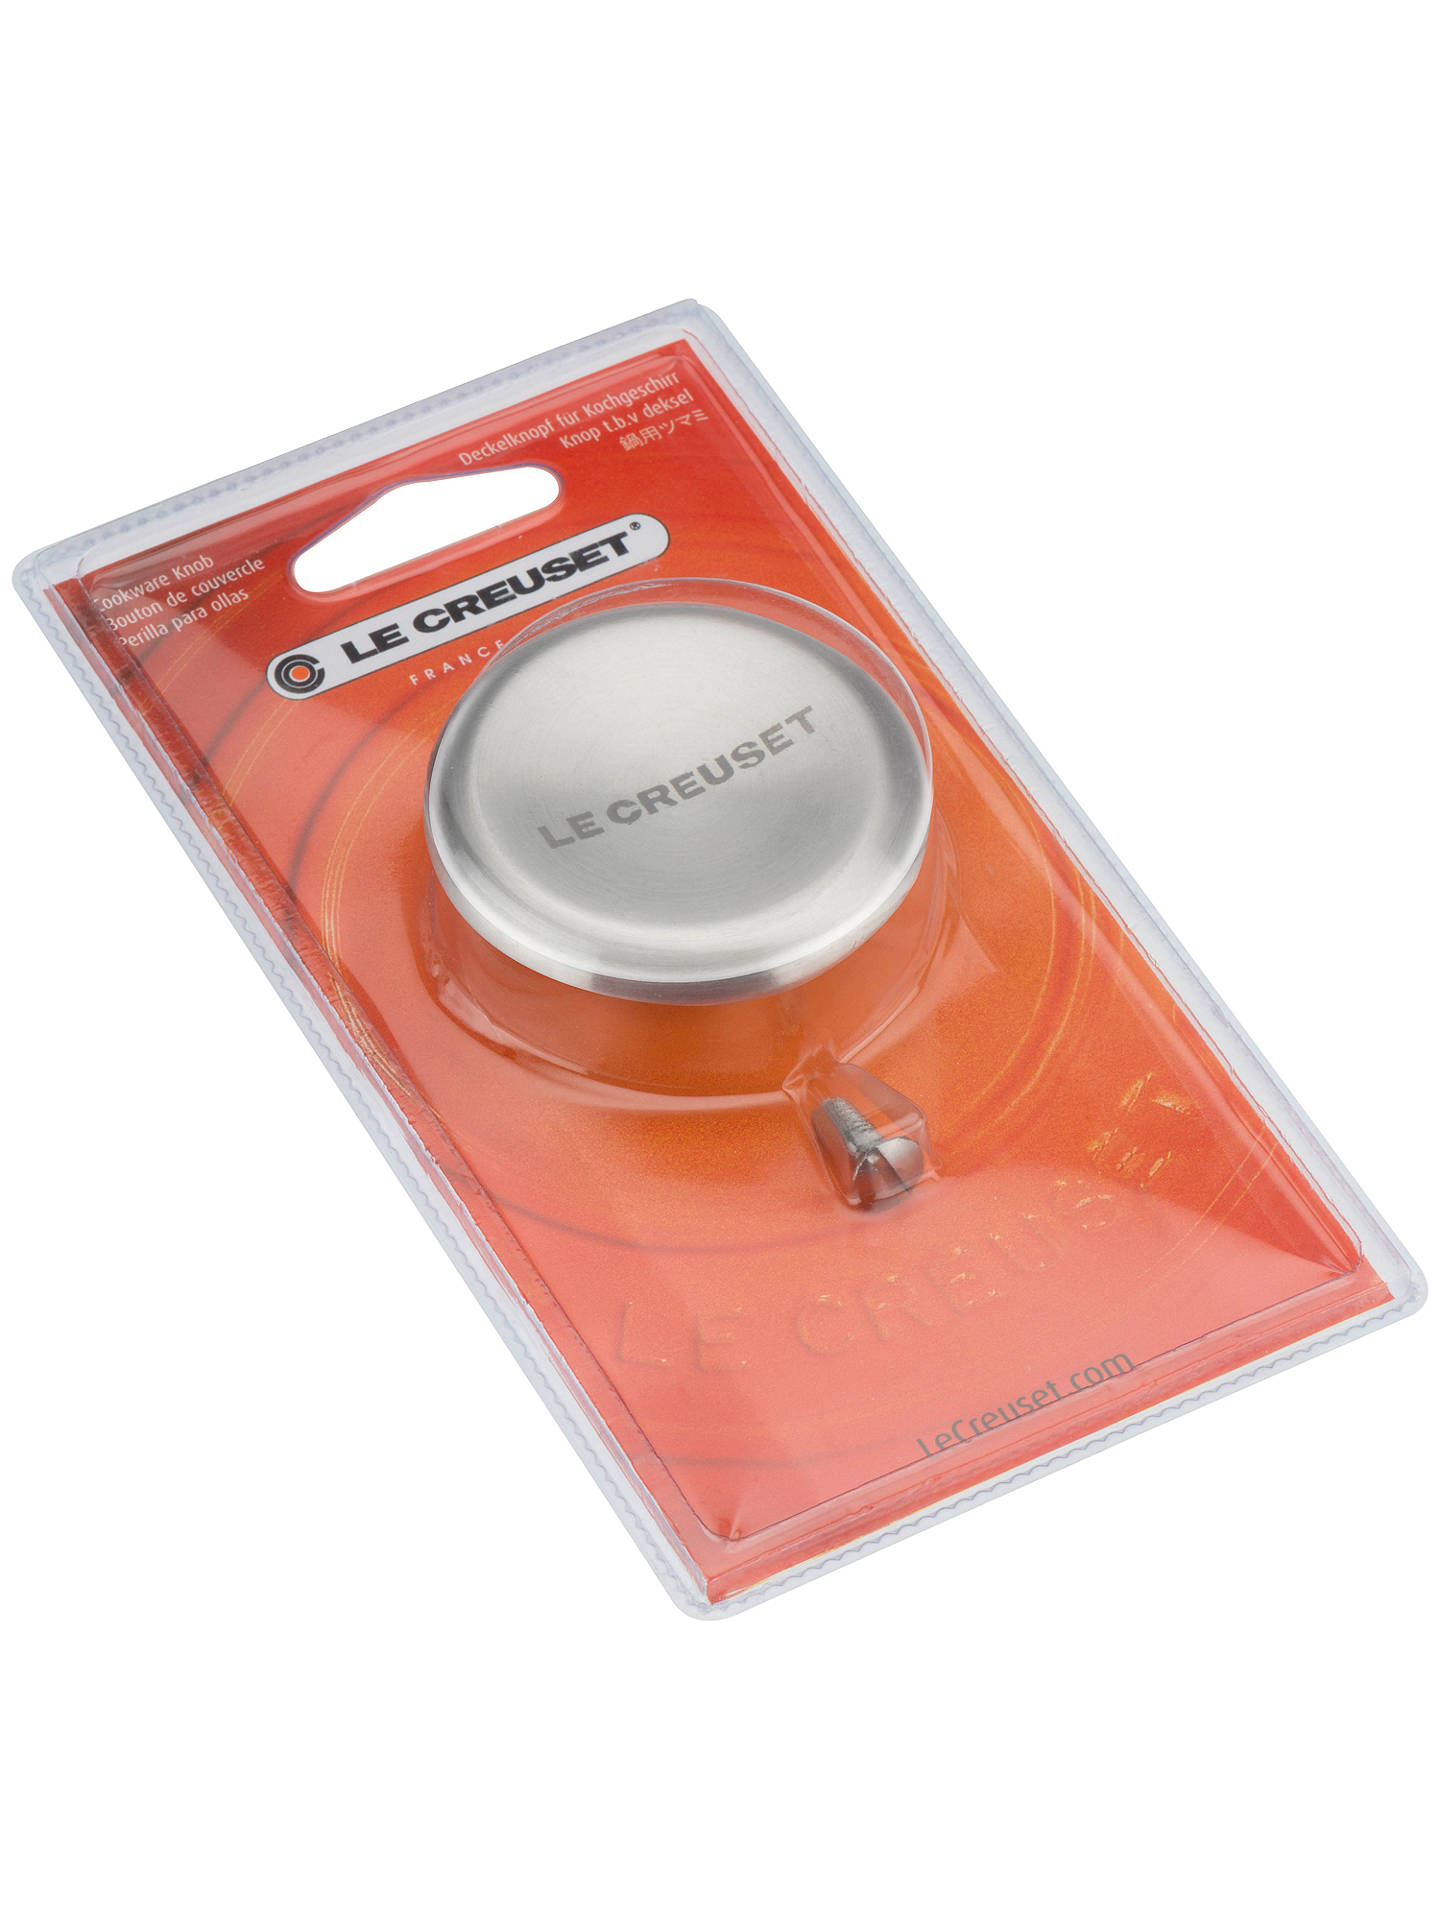 Deckelknopf für Kochgeschirr
Knop t.b.v deksel
鍋用ツマミ
Cookware Knob
Bouton de couvercle
Perilla para ollas
LE CREUSET®
FRANCE
LE CREUSET
LE CREUSET
LeCreuset.com